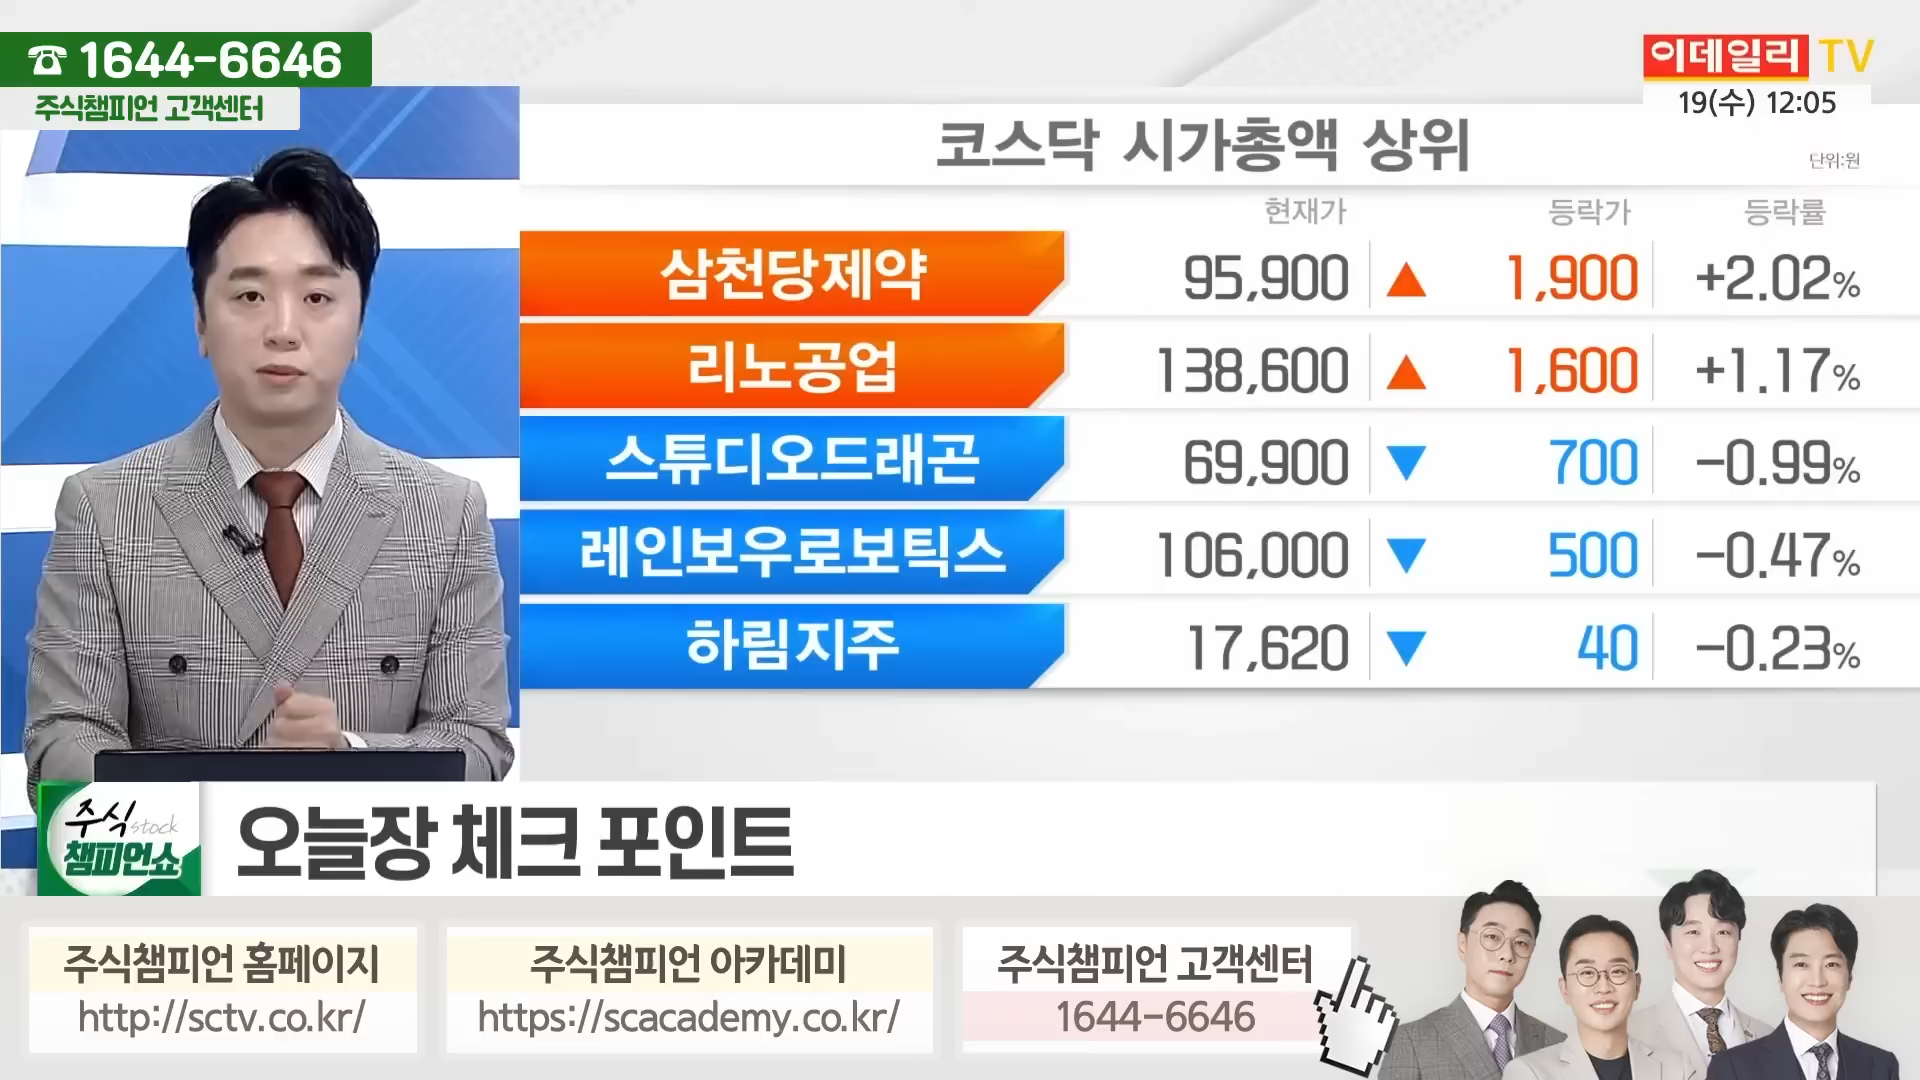 ☎ 1644-6646
주식챔피언 고객센터
이데일리 TV
19(수) 12:05
코스닥 시가총액 상위
단위:원
현재가 등락가 등락률
삼천당제약 95,900 ▲ 1,900 +2.02%
리노공업 138,600 ▲ 1,600 +1.17%
스튜디오드래곤 69,900 ▼ 700 -0.99%
레인보우로보틱스 106,000 ▼ 500 -0.47%
하림지주 17,620 ▼ 40 -0.23%
주식 stock
챔피언쇼
오늘장 체크 포인트
주식챔피언 홈페이지
http://sctv.co.kr/
주식챔피언 아카데미
https://scacademy.co.kr/
주식챔피언 고객센터
1644-6646